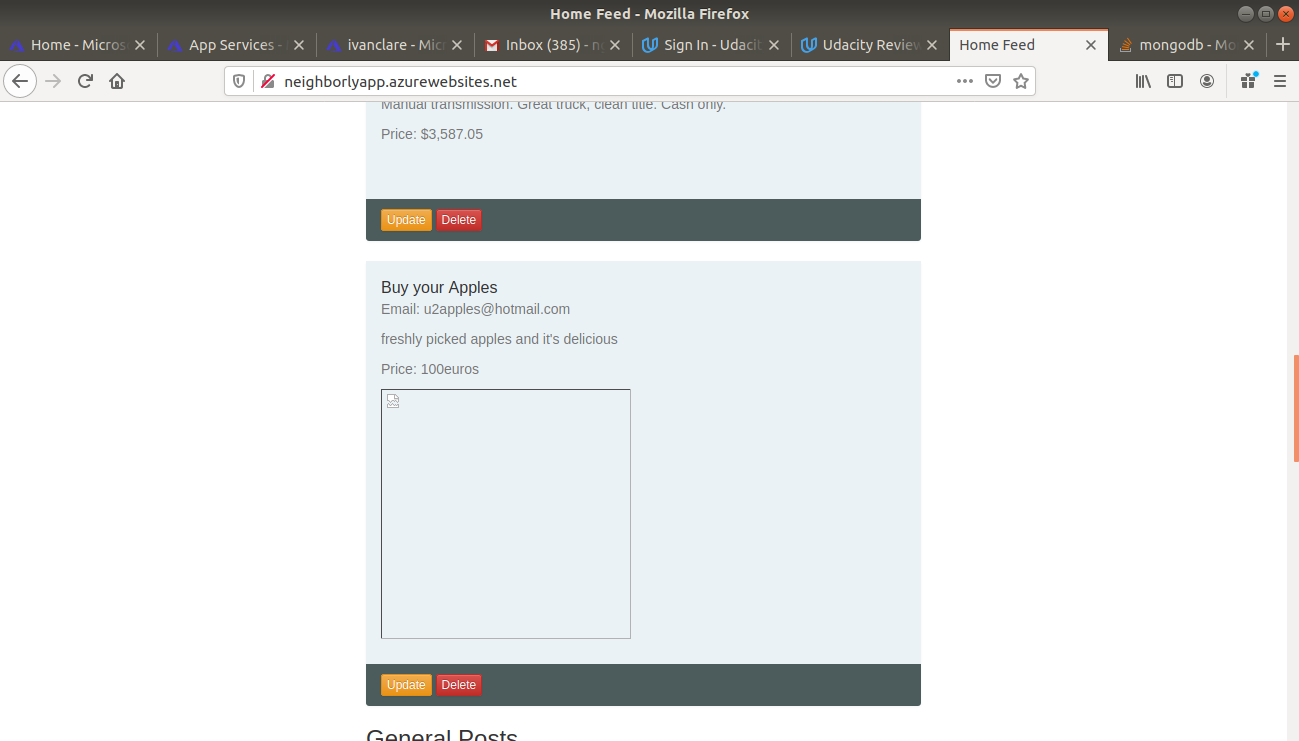 Home Feed - Mozilla Firefox
Home - Micros
App Services -
ivanclare - Mic
Inbox (385) - n
Sign In - Udacit
Udacity Review
Home Feed
mongodb - Mo
neighborlyapp.azurewebsites.net
Manual transmission. Great truck, clean title. Cash only.
Price: $3,587.05
Update Delete
Buy your Apples
Email: u2apples@hotmail.com
freshly picked apples and it's delicious
Price: 100euros
Update Delete
General Posts